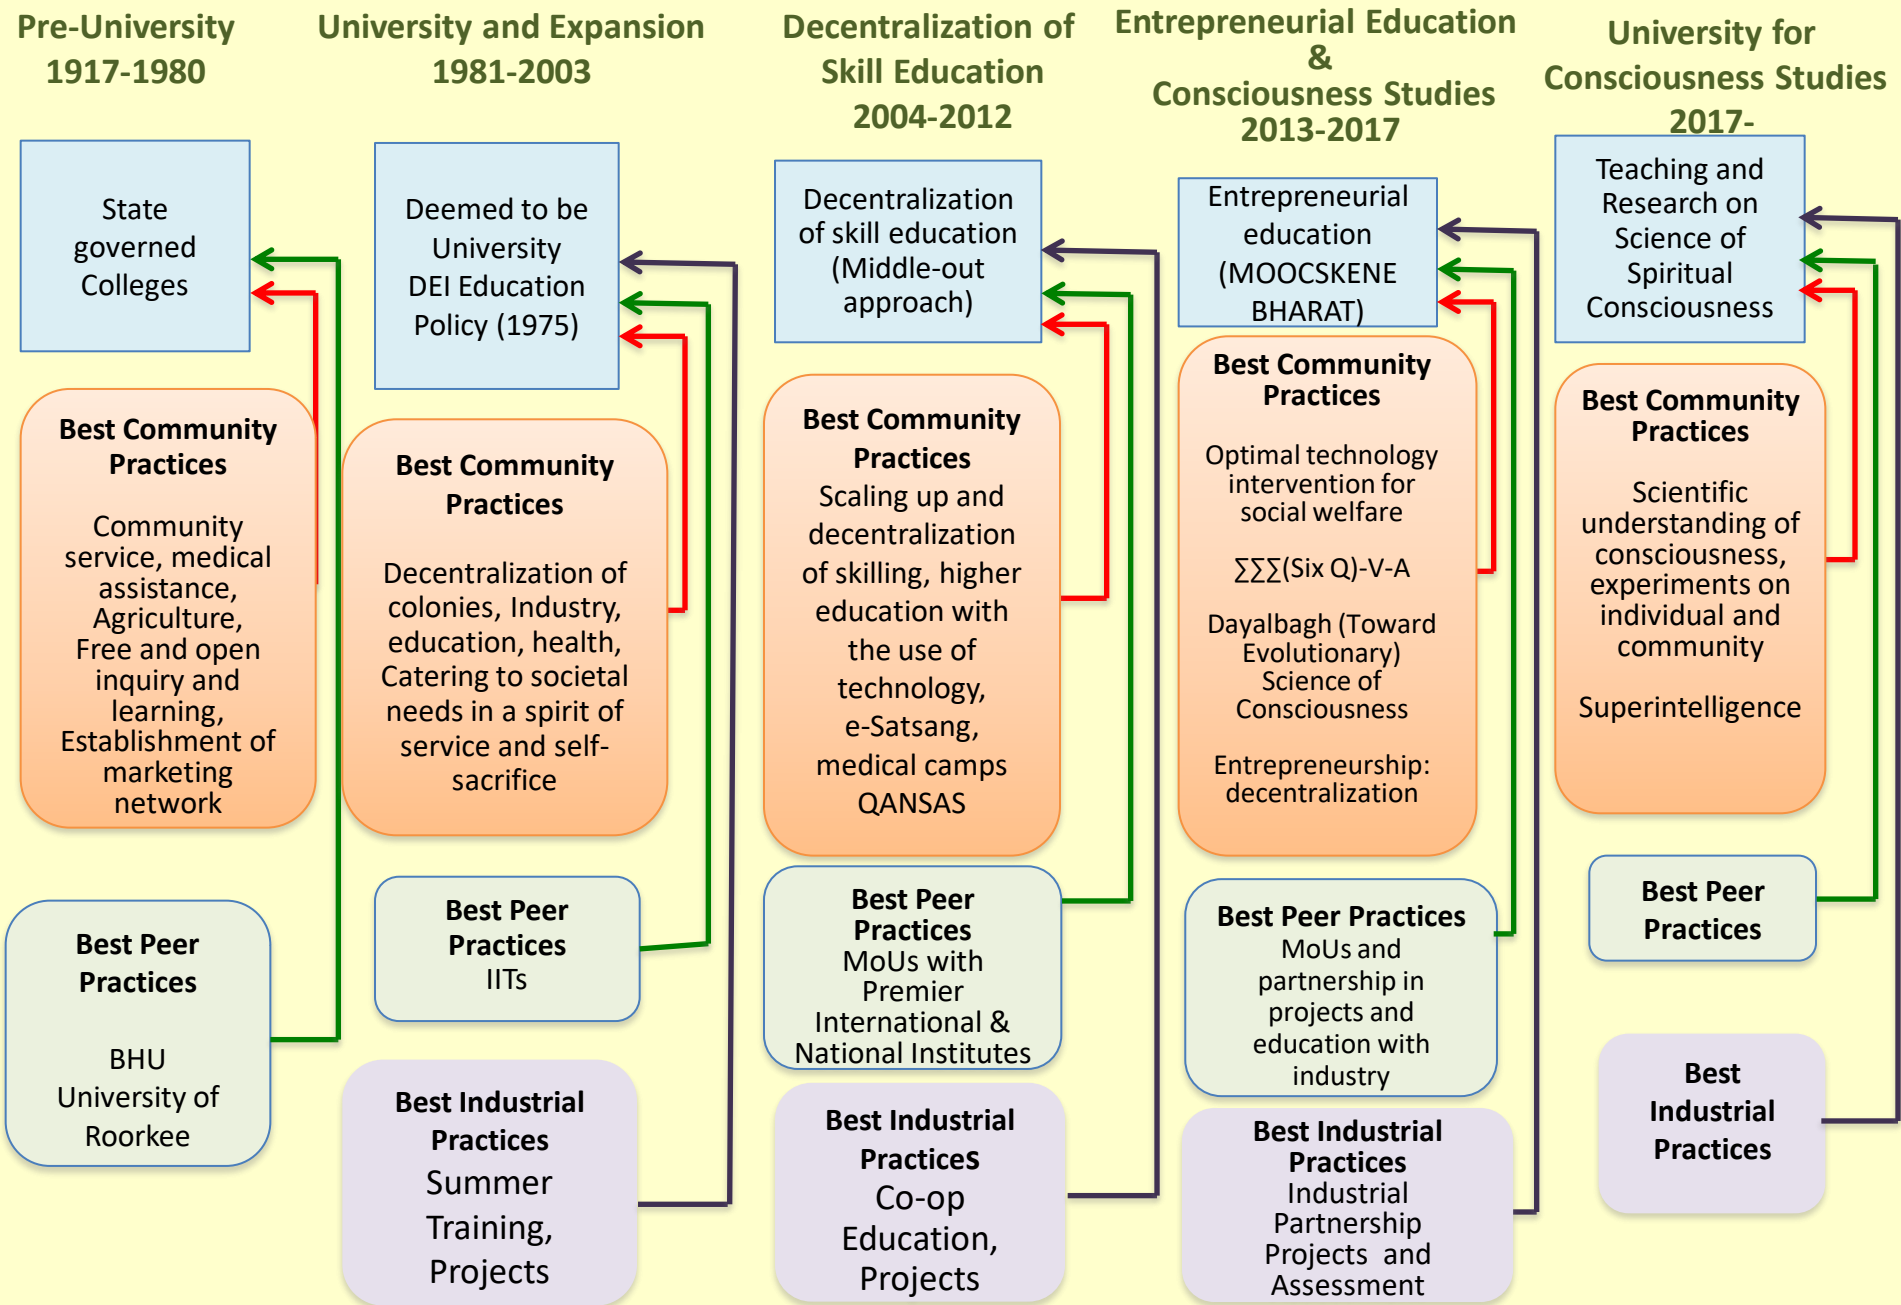 Pre-University
1917-1980
State
governed
Colleges
Best Community
Practices
Community
service, medical
assistance,
Agriculture,
Free and open
inquiry and
learning,
Establishment of
marketing
network
Best Peer
Practices
BHU
University of
Roorkee
University and Expansion
1981-2003
Deemed to be
University
DEI Education
Policy (1975)
Best Community
Practices
Decentralization of
colonies, Industry,
education, health,
Catering to societal
needs in a spirit of
service and self-
sacrifice
Best Peer
Practices
IITs
Best Industrial
Practices
Summer
Training,
Projects
Decentralization of
Skill Education
2004-2012
Decentralization
of skill education
(Middle-out
approach)
Best Community
Practices
Scaling up and
decentralization
of skilling, higher
education with
the use of
technology,
e-Satsang,
medical camps
QANSAS
Best Peer
Practices
MoUs with
Premier
International &
National Institutes
Best Industrial
Practices
Co-op
Education,
Projects
Entrepreneurial Education
&
Consciousness Studies
2013-2017
Entrepreneurial
education
(MOOCSKENE
BHARAT)
Best Community
Practices
Optimal technology
intervention for
social welfare
∑∑∑(Six Q)-V-A
Dayalbagh (Toward
Evolutionary)
Science of
Consciousness
Entrepreneurship:
decentralization
Best Peer Practices
MoUs and
partnership in
projects and
education with
industry
Best Industrial
Practices
Industrial
Partnership
Projects and
Assessment
University for
Consciousness Studies
2017-
Teaching and
Research on
Science of
Spiritual
Consciousness
Best Community
Practices
Scientific
understanding of
consciousness,
experiments on
individual and
community
Superintelligence
Best Peer
Practices
Best
Industrial
Practices